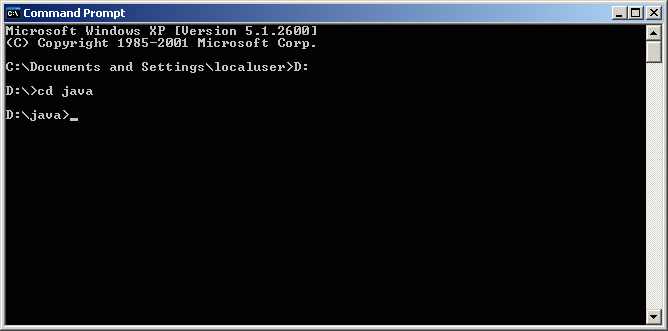 Command Prompt
Microsoft Windows XP [Version 5.1.2600]
(C) Copyright 1985-2001 Microsoft Corp.
C:\Documents and Settings\localuser>D:
D:\>cd java
D:\java>_